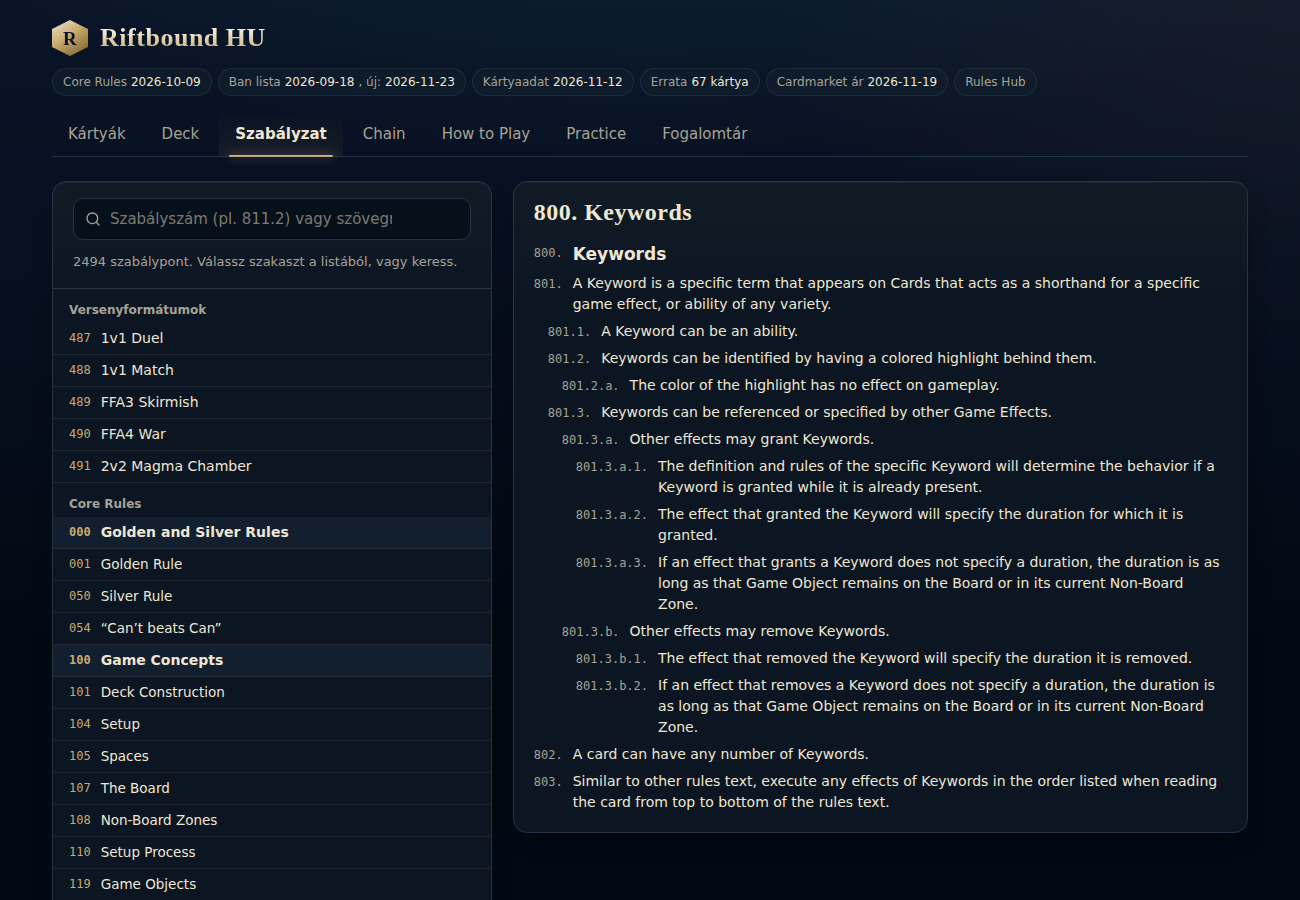 R Riftbound HU
Core Rules 2026-10-09 Ban lista 2026-09-18 , új: 2026-11-23 Kártyaadat 2026-11-12 Errata 67 kártya Cardmarket ár 2026-11-19 Rules Hub
Kártyák Deck Szabályzat Chain How to Play Practice Fogalomtár
Szabályszám (pl. 811.2) vagy szövegr
2494 szabálypont. Válassz szakaszt a listából, vagy keress.
Versenyformátumok
487 1v1 Duel
488 1v1 Match
489 FFA3 Skirmish
490 FFA4 War
491 2v2 Magma Chamber
Core Rules
000 Golden and Silver Rules
001 Golden Rule
050 Silver Rule
054 “Can’t beats Can”
100 Game Concepts
101 Deck Construction
104 Setup
105 Spaces
107 The Board
108 Non-Board Zones
110 Setup Process
119 Game Objects
800. Keywords
800. Keywords
801. A Keyword is a specific term that appears on Cards that acts as a shorthand for a specific
game effect, or ability of any variety.
801.1. A Keyword can be an ability.
801.2. Keywords can be identified by having a colored highlight behind them.
801.2.a. The color of the highlight has no effect on gameplay.
801.3. Keywords can be referenced or specified by other Game Effects.
801.3.a. Other effects may grant Keywords.
801.3.a.1. The definition and rules of the specific Keyword will determine the behavior if a
Keyword is granted while it is already present.
801.3.a.2. The effect that granted the Keyword will specify the duration for which it is
granted.
801.3.a.3. If an effect that grants a Keyword does not specify a duration, the duration is as
long as that Game Object remains on the Board or in its current Non-Board
Zone.
801.3.b. Other effects may remove Keywords.
801.3.b.1. The effect that removed the Keyword will specify the duration it is removed.
801.3.b.2. If an effect that removes a Keyword does not specify a duration, the duration is
as long as that Game Object remains on the Board or in its current Non-Board
Zone.
802. A card can have any number of Keywords.
803. Similar to other rules text, execute any effects of Keywords in the order listed when reading
the card from top to bottom of the rules text.